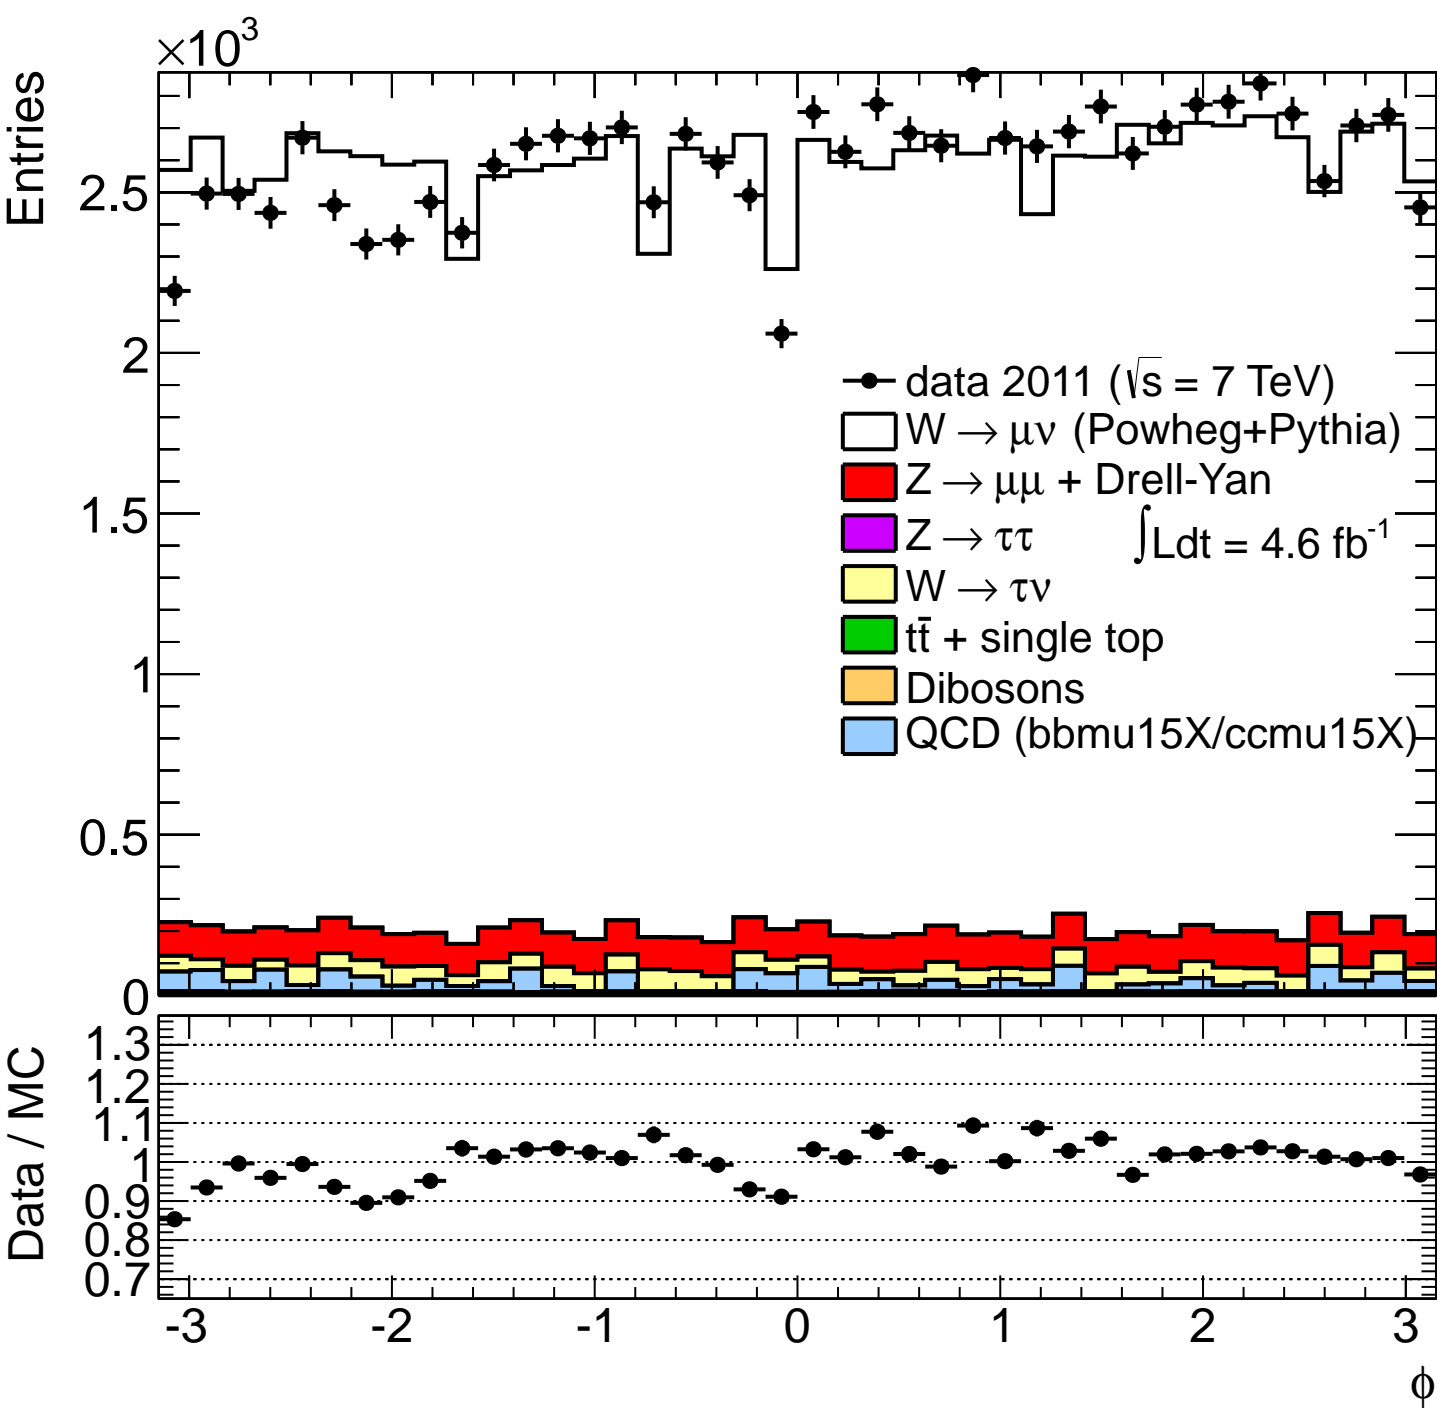 ×10³
Entries
2.5
2
1.5
1
0.5
0
data 2011 (√s = 7 TeV)
W → μν (Powheg+Pythia)
Z → μμ + Drell-Yan
Z → ττ
∫Ldt = 4.6 fb⁻¹
W → τν
tt̄ + single top
Dibosons
QCD (bbmu15X/ccmu15X)
Data / MC
1.3
1.2
1.1
1
0.9
0.8
0.7
-3 -2 -1 0 1 2 3
ϕ